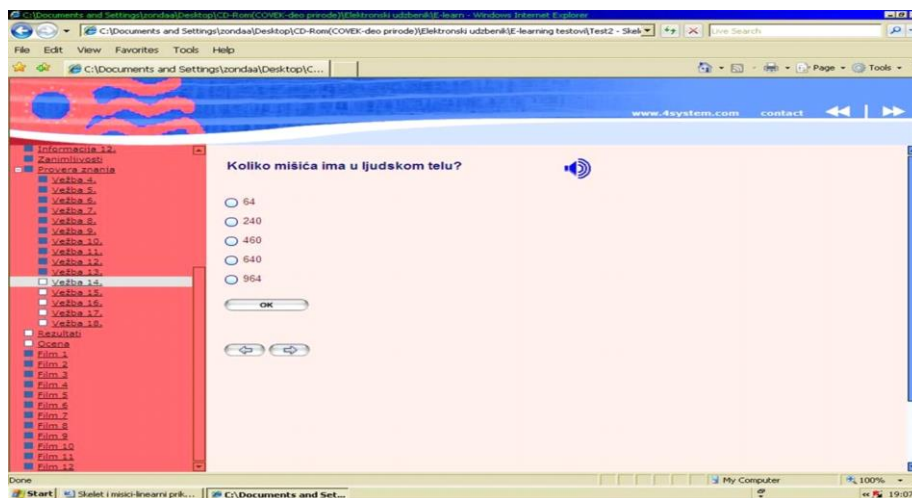 C:\Documents and Settings\zondaa\Desktop\CD-Rom(COVEK-deo prirode)\Elektronski udzbenik\E-learn - Windows Internet Explorer
C:\Documents and Settings\zondaa\Desktop\CD-Rom(COVEK-deo prirode)\Elektronski udzbenik\E-learning testovi\Test2 - Skel
Live Search
File Edit View Favorites Tools Help
C:\Documents and Settings\zondaa\Desktop\C...
Page Tools
www.4system.com contact
Informacija 12.
Zanimljivosti
Provera znanja
Vežba 4.
Vežba 5.
Vežba 6.
Vežba 7.
Vežba 8.
Vežba 9.
Vežba 10.
Vežba 11.
Vežba 12.
Vežba 13.
Vežba 14.
Vežba 15.
Vežba 16.
Vežba 17.
Vežba 18.
Rezultati
Ocena
Film 1
Film 2
Film 3
Film 4
Film 5
Film 6
Film 7
Film 8
Film 9
Film 10
Film 11
Film 12
Koliko mišića ima u ljudskom telu?
64
240
460
640
964
OK
Done
My Computer
100%
Start
Skelet i misici-linearni prik...
C:\Documents and Set...
19:07